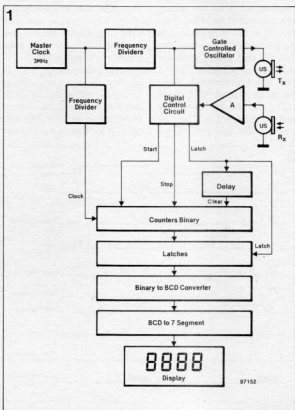 1
Master
Clock
3MHz
Frequency
Dividers
Gate
Controlled
Oscillator
US
Tx
Frequency
Divider
Digital
Control
Circuit
A
US
Rx
Start
Stop
Latch
Delay
Clock
Clear
Counters Binary
Latch
Latches
Binary to BCD Converter
BCD to 7 Segment
8888
Display
87152